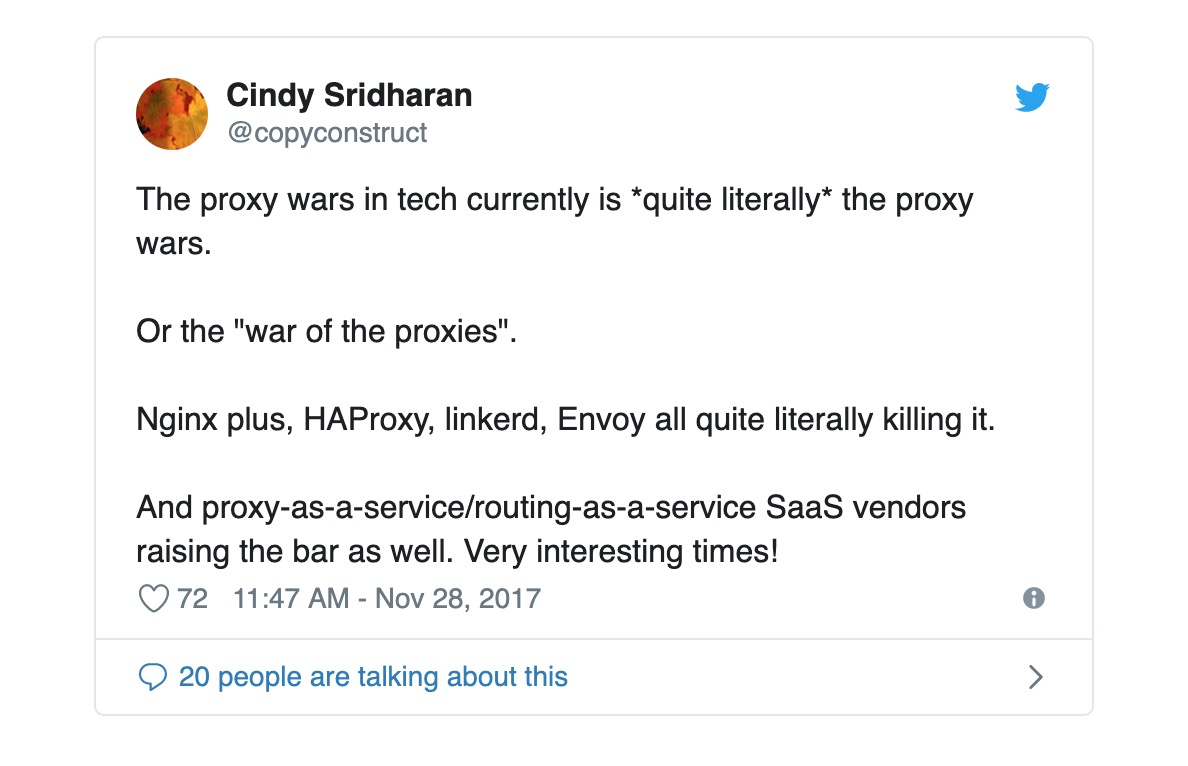 Cindy Sridharan
@copyconstruct
The proxy wars in tech currently is *quite literally* the proxy
wars.
Or the "war of the proxies".
Nginx plus, HAProxy, linkerd, Envoy all quite literally killing it.
And proxy-as-a-service/routing-as-a-service SaaS vendors
raising the bar as well. Very interesting times!
72 11:47 AM - Nov 28, 2017
20 people are talking about this